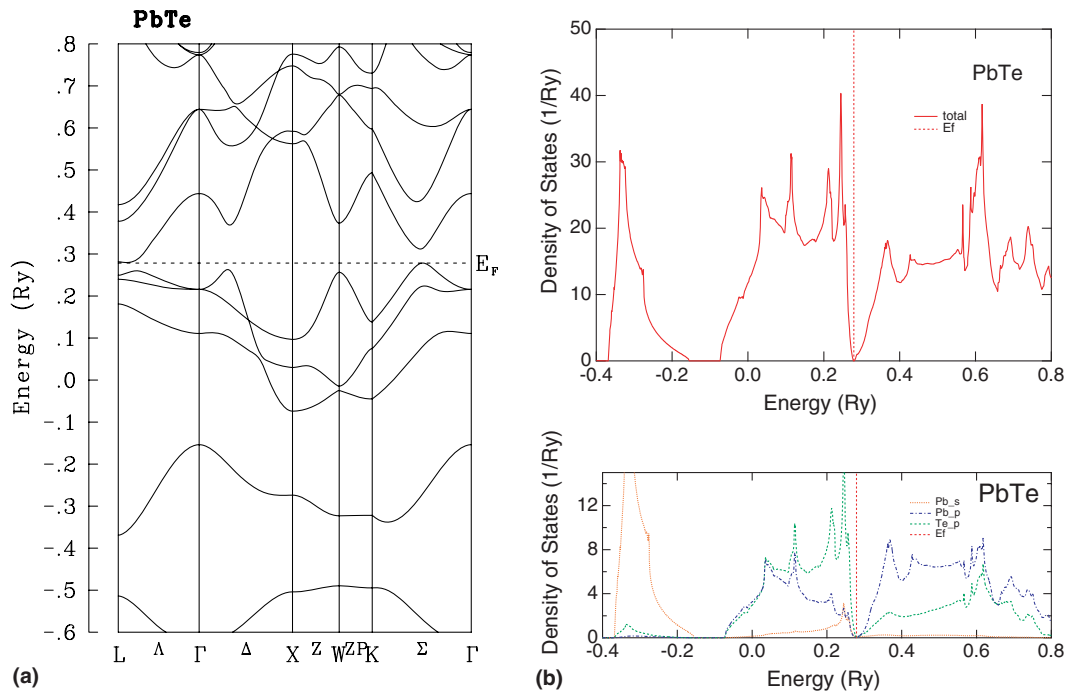 PbTe
.8
.7
.6
.5
.4
.3
.2
.1
.0
-.1
-.2
-.3
-.4
-.5
-.6
Energy (Ry)
E_F
L Λ Γ Δ X Z W Z P K Σ Γ
(a)
50
40
30
20
10
0
Density of States (1/Ry)
PbTe
total
Ef
-0.4 -0.2 0.0 0.2 0.4 0.6 0.8
Energy (Ry)
12
8
4
0
Density of States (1/Ry)
PbTe
Pb_s
Pb_p
Te_p
Ef
-0.4 -0.2 0.0 0.2 0.4 0.6 0.8
Energy (Ry)
(b)